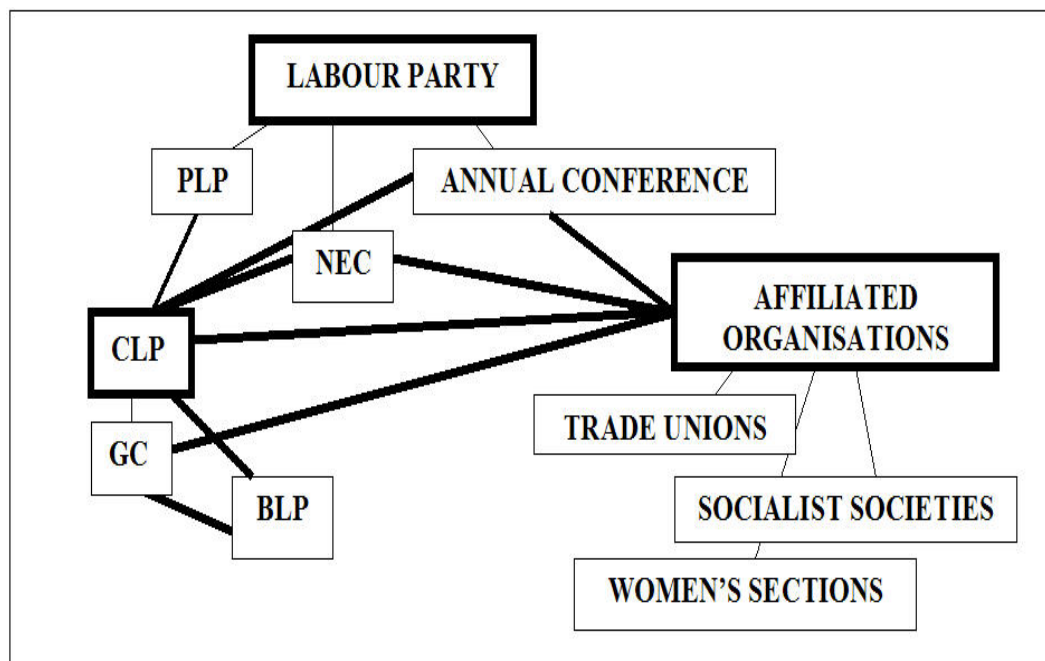 LABOUR PARTY
PLP
ANNUAL CONFERENCE
NEC
AFFILIATED
ORGANISATIONS
CLP
TRADE UNIONS
GC
BLP
SOCIALIST SOCIETIES
WOMEN’S SECTIONS